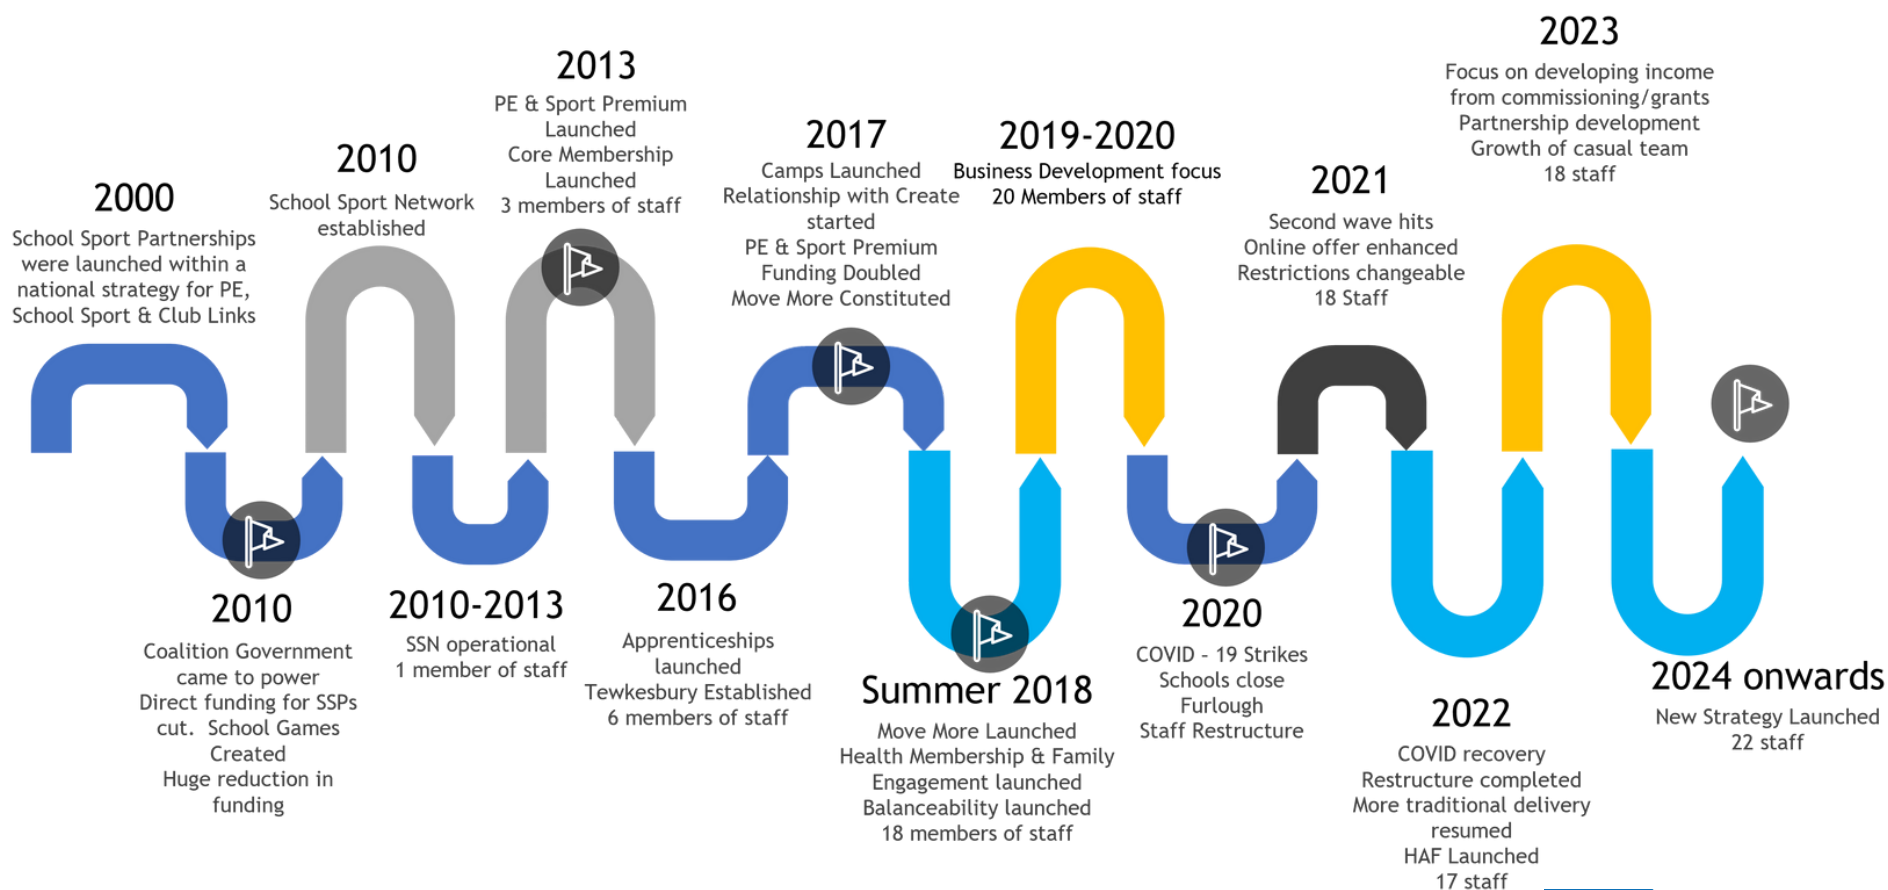 2000
School Sport Partnerships
were launched within a
national strategy for PE,
School Sport & Club Links
2010
Coalition Government
came to power
Direct funding for SSPs
cut. School Games
Created
Huge reduction in
funding
2010
School Sport Network
established
2010-2013
SSN operational
1 member of staff
2013
PE & Sport Premium
Launched
Core Membership
Launched
3 members of staff
2016
Apprenticeships
launched
Tewkesbury Established
6 members of staff
2017
Camps Launched
Relationship with Create
started
PE & Sport Premium
Funding Doubled
Move More Constituted
Summer 2018
Move More Launched
Health Membership & Family
Engagement launched
Balanceability launched
18 members of staff
2019-2020
Business Development focus
20 Members of staff
2020
COVID - 19 Strikes
Schools close
Furlough
Staff Restructure
2021
Second wave hits
Online offer enhanced
Restrictions changeable
18 Staff
2022
COVID recovery
Restructure completed
More traditional delivery
resumed
HAF Launched
17 staff
2023
Focus on developing income
from commissioning/grants
Partnership development
Growth of casual team
18 staff
2024 onwards
New Strategy Launched
22 staff